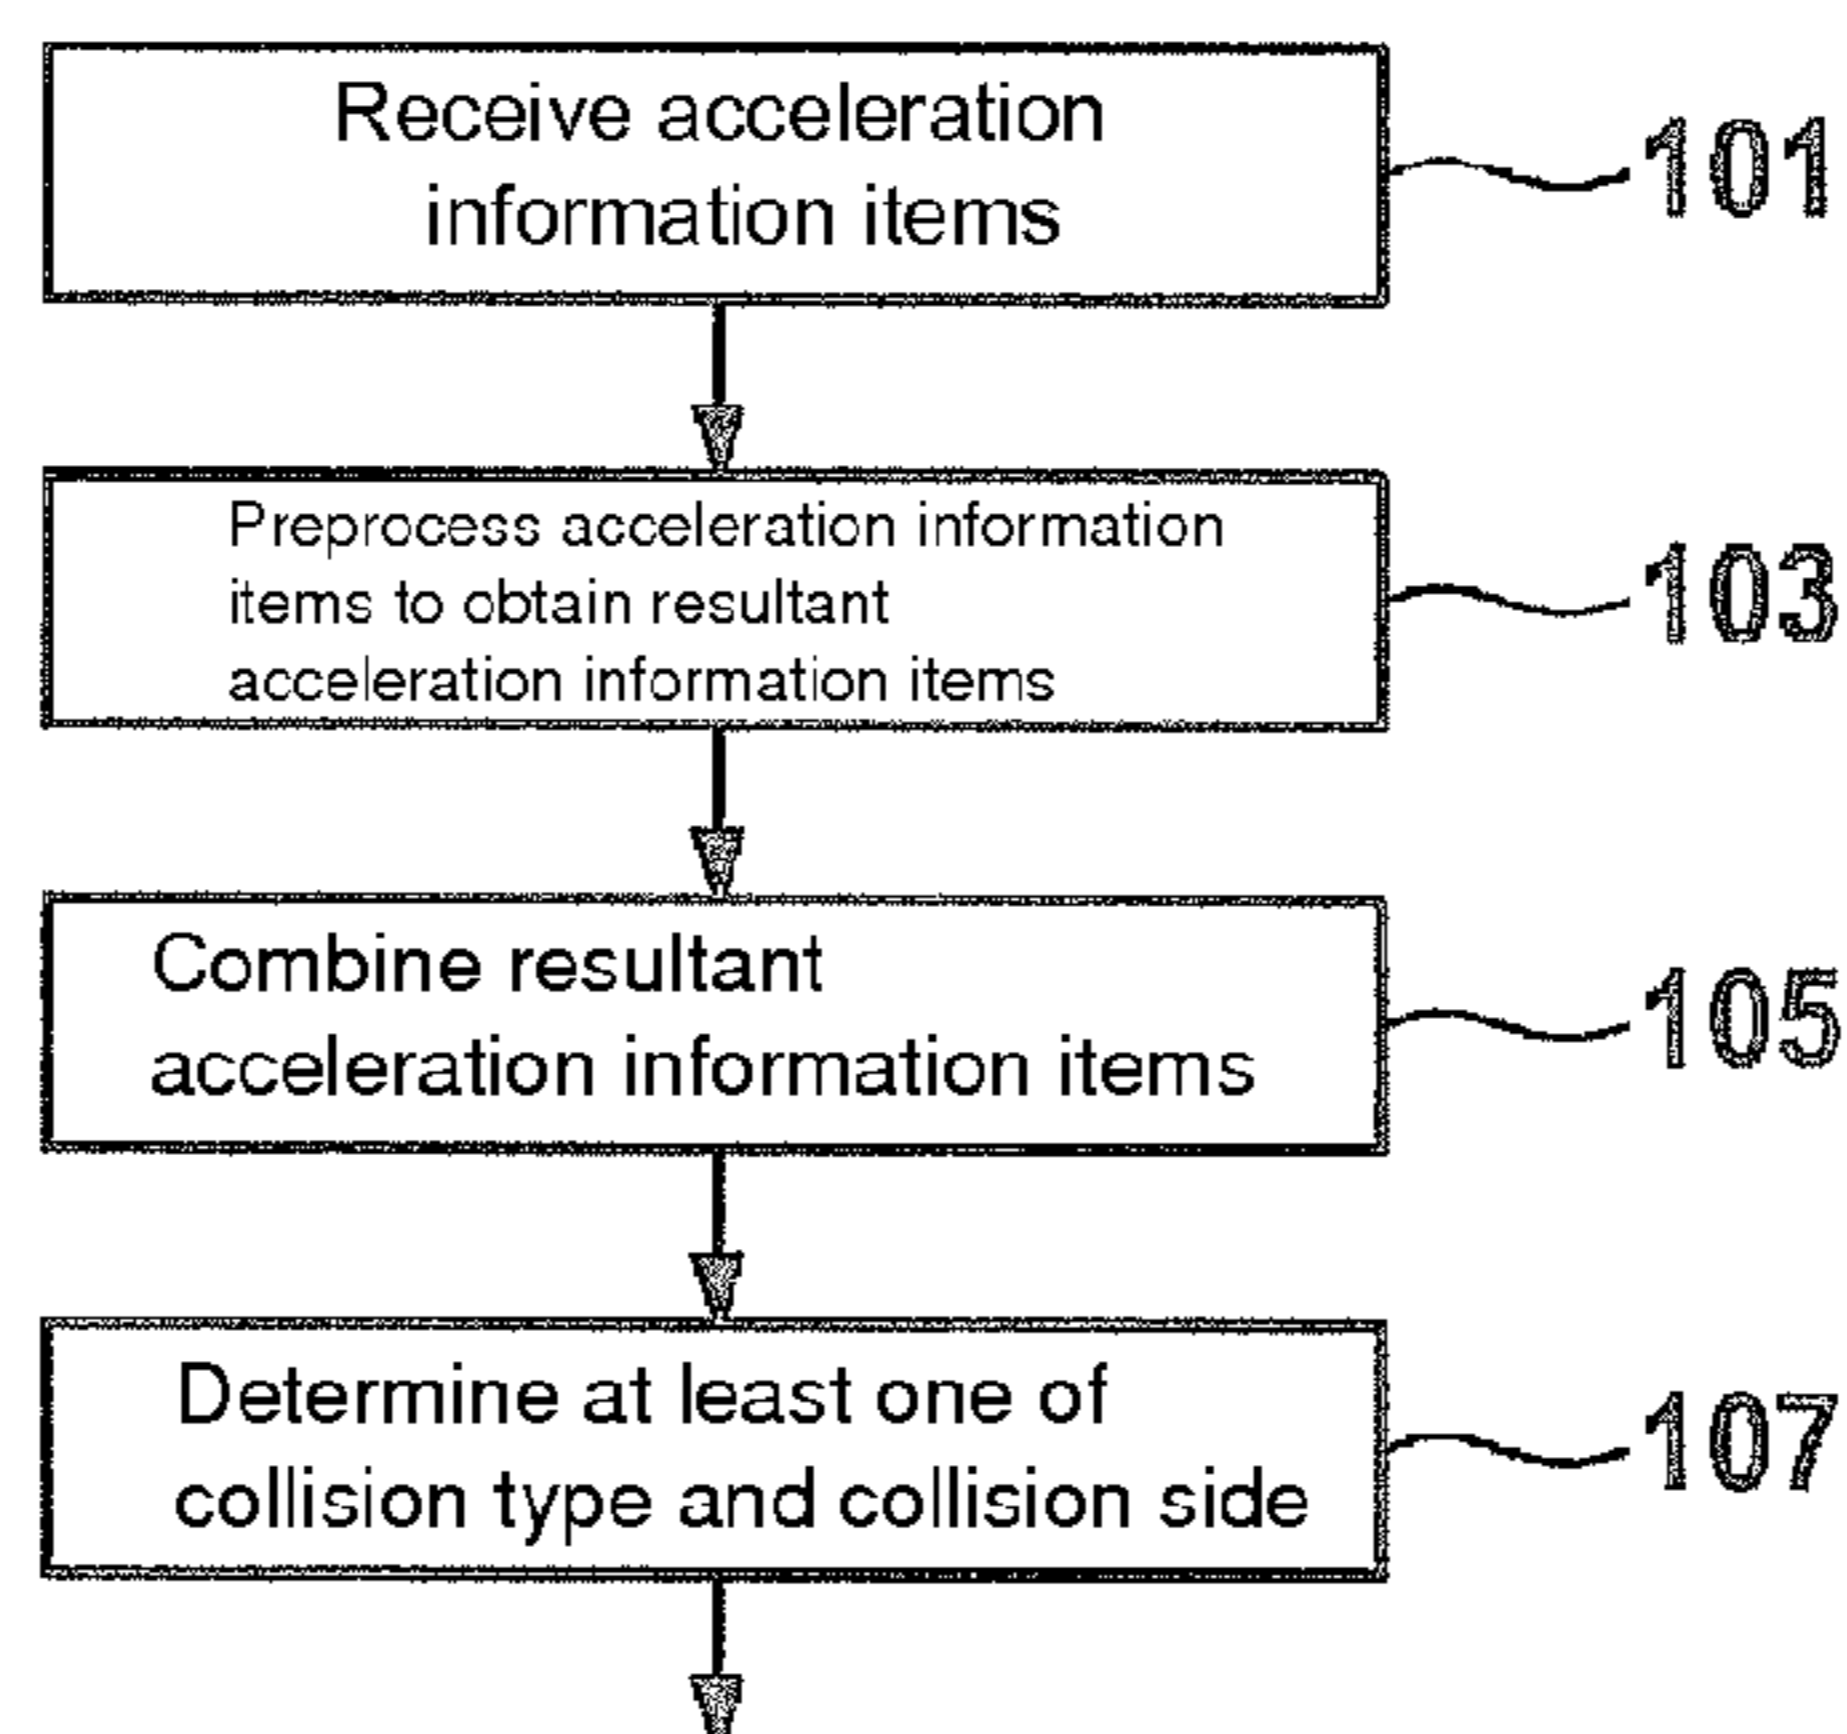 Receive acceleration
information items
101
Preprocess acceleration information
items to obtain resultant
acceleration information items
103
Combine resultant
acceleration information items
105
Determine at least one of
collision type and collision side
107